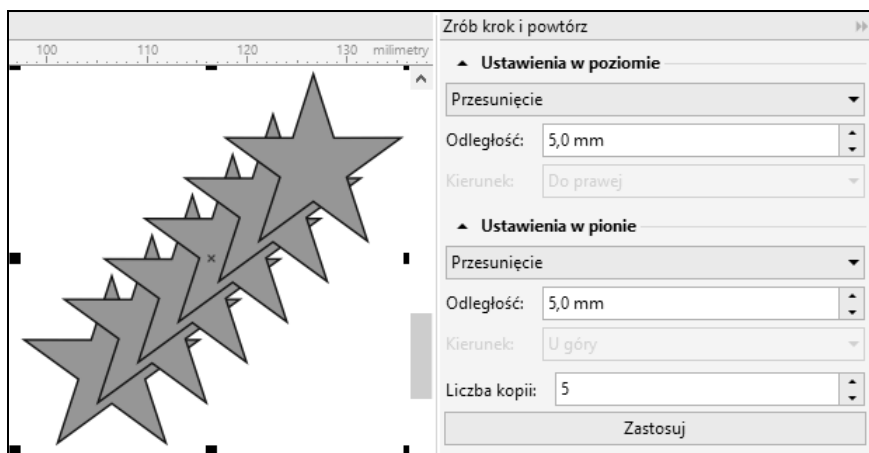 Zrób krok i powtórz
100 110 120 130 milimetry
Ustawienia w poziomie
Przesunięcie
Odległość: 5,0 mm
Kierunek: Do prawej
Ustawienia w pionie
Przesunięcie
Odległość: 5,0 mm
Kierunek: U góry
Liczba kopii: 5
Zastosuj